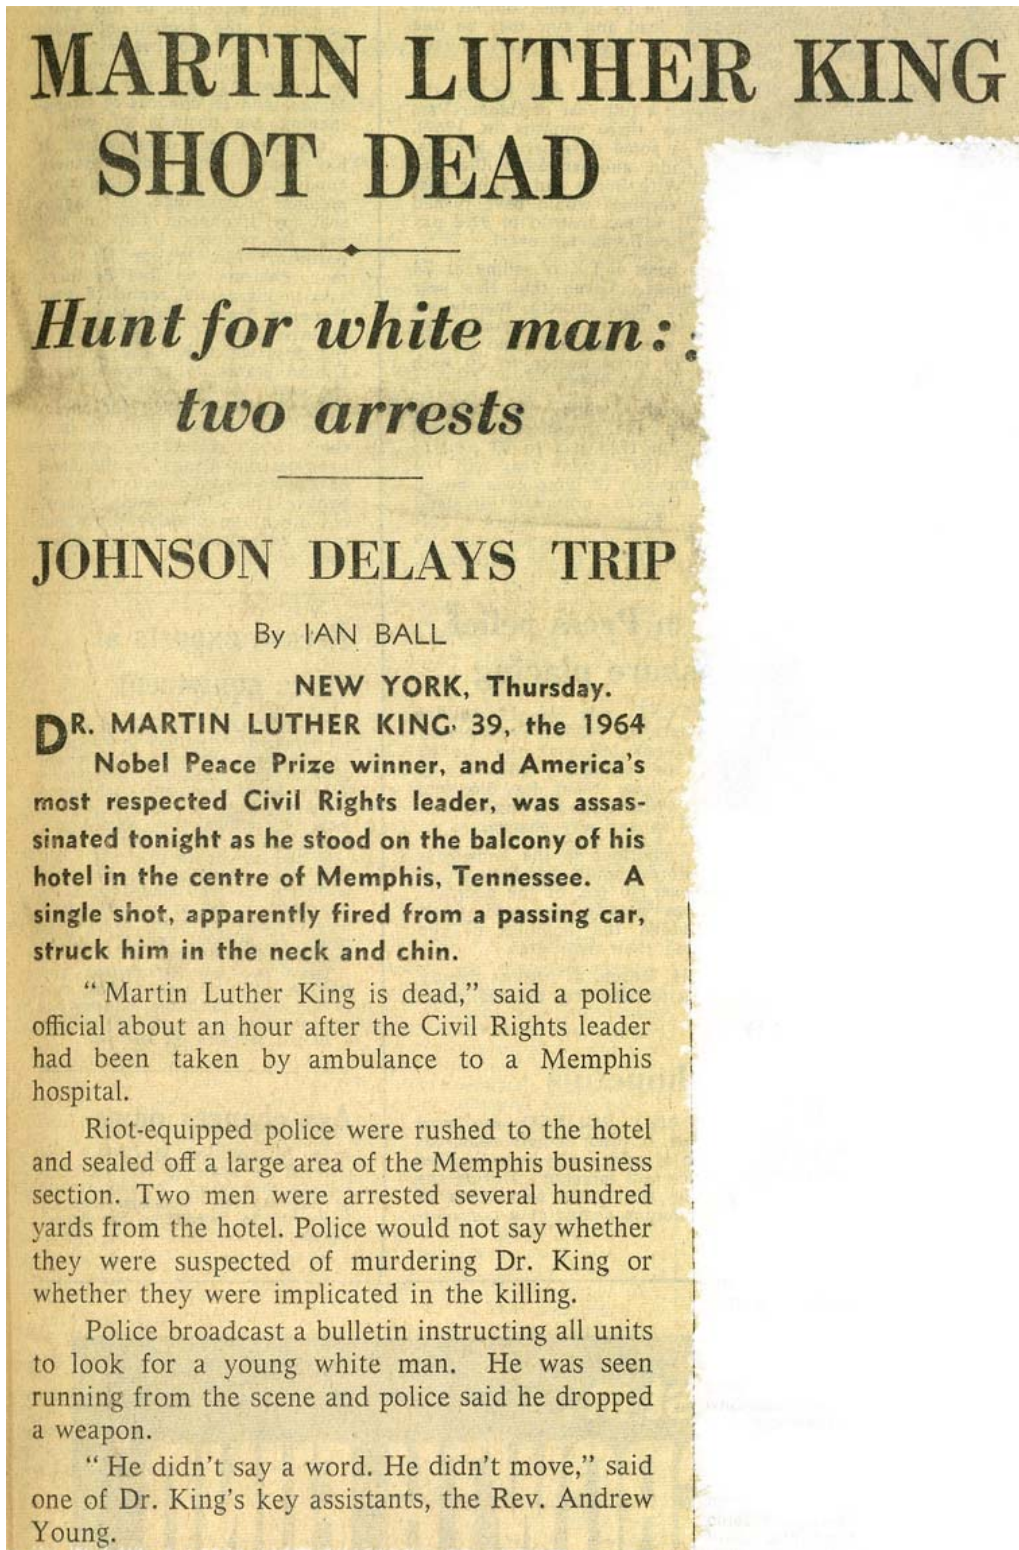 MARTIN LUTHER KING
SHOT DEAD
Hunt for white man:
two arrests
JOHNSON DELAYS TRIP
By IAN BALL
NEW YORK, Thursday.
DR. MARTIN LUTHER KING, 39, the 1964
Nobel Peace Prize winner, and America's
most respected Civil Rights leader, was assas-
sinated tonight as he stood on the balcony of his
hotel in the centre of Memphis, Tennessee. A
single shot, apparently fired from a passing car,
struck him in the neck and chin.
"Martin Luther King is dead," said a police
official about an hour after the Civil Rights leader
had been taken by ambulance to a Memphis
hospital.
Riot-equipped police were rushed to the hotel
and sealed off a large area of the Memphis business
section. Two men were arrested several hundred
yards from the hotel. Police would not say whether
they were suspected of murdering Dr. King or
whether they were implicated in the killing.
Police broadcast a bulletin instructing all units
to look for a young white man. He was seen
running from the scene and police said he dropped
a weapon.
"He didn't say a word. He didn't move," said
one of Dr. King's key assistants, the Rev. Andrew
Young.